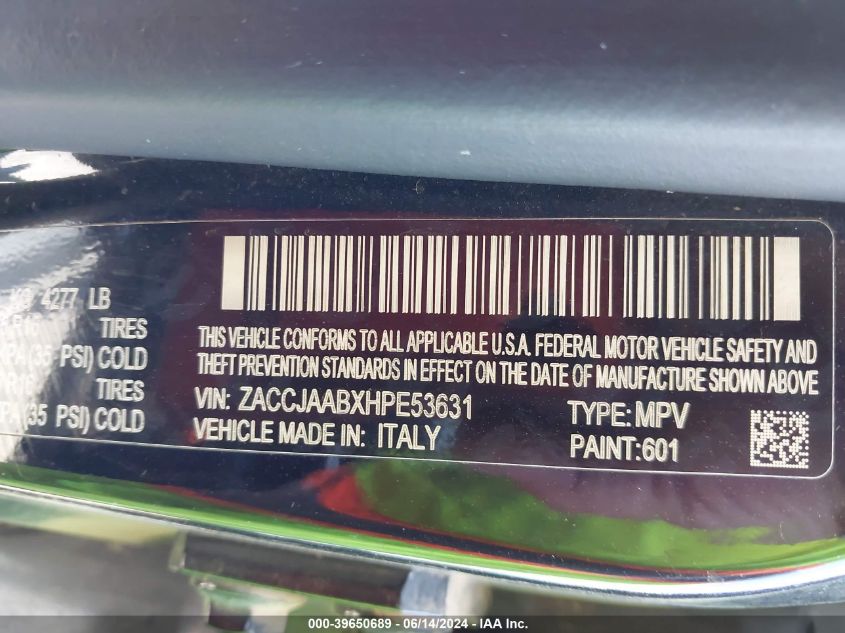 4277 LB
TIRES
(35 PSI) COLD
TIRES
(35 PSI) COLD
THIS VEHICLE CONFORMS TO ALL APPLICABLE U.S.A. FEDERAL MOTOR VEHICLE SAFETY AND
THEFT PREVENTION STANDARDS IN EFFECT ON THE DATE OF MANUFACTURE SHOWN ABOVE
VIN: ZACCJAABXHPE53631 TYPE: MPV
VEHICLE MADE IN: ITALY PAINT:601
000-39650689 - 06/14/2024 - IAA Inc.